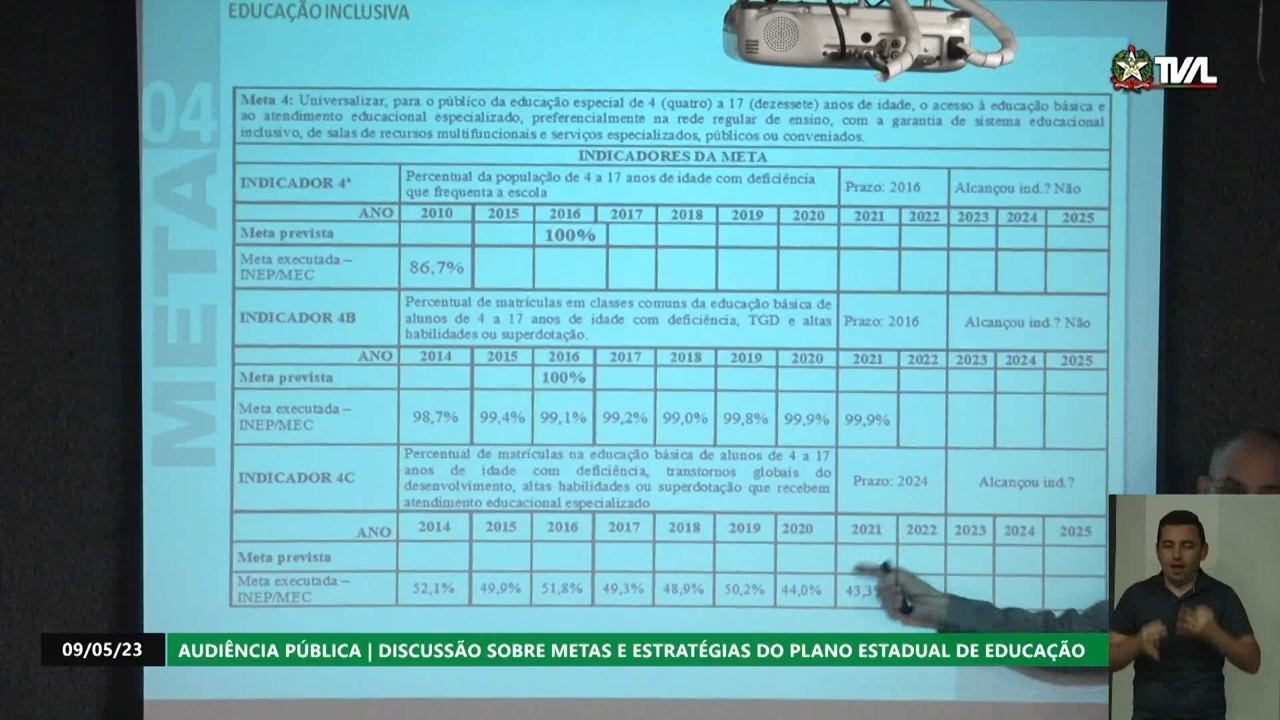 EDUCAÇÃO INCLUSIVA
TVAL
04
META
Meta 4: Universalizar, para o público da educação especial de 4 (quatro) a 17 (dezessete) anos de idade, o acesso à educação básica e
ao atendimento educacional especializado, preferencialmente na rede regular de ensino, com a garantia de sistema educacional
inclusivo, de salas de recursos multifuncionais e serviços especializados, públicos ou conveniados.
INDICADORES DA META
INDICADOR 4ª Percentual da população de 4 a 17 anos de idade com deficiência
que frequenta a escola Prazo: 2016 Alcançou ind.? Não
ANO 2010 2015 2016 2017 2018 2019 2020 2021 2022 2023 2024 2025
Meta prevista 100%
Meta executada –
INEP/MEC 86,7%
INDICADOR 4B Percentual de matrículas em classes comuns da educação básica de
alunos de 4 a 17 anos de idade com deficiência, TGD e altas
habilidades ou superdotação. Prazo: 2016 Alcançou ind.? Não
ANO 2014 2015 2016 2017 2018 2019 2020 2021 2022 2023 2024 2025
Meta prevista 100%
Meta executada –
INEP/MEC 98,7% 99,4% 99,1% 99,2% 99,0% 99,8% 99,9% 99,9%
INDICADOR 4C Percentual de matrículas na educação básica de alunos de 4 a 17
anos de idade com deficiência, transtornos globais do
desenvolvimento, altas habilidades ou superdotação que recebem
atendimento educacional especializado Prazo: 2024 Alcançou ind.?
ANO 2014 2015 2016 2017 2018 2019 2020 2021 2022 2023 2024 2025
Meta prevista
Meta executada –
INEP/MEC 52,1% 49,9% 51,8% 49,3% 48,9% 50,2% 44,0% 43,3
09/05/23 AUDIÊNCIA PÚBLICA | DISCUSSÃO SOBRE METAS E ESTRATÉGIAS DO PLANO ESTADUAL DE EDUCAÇÃO